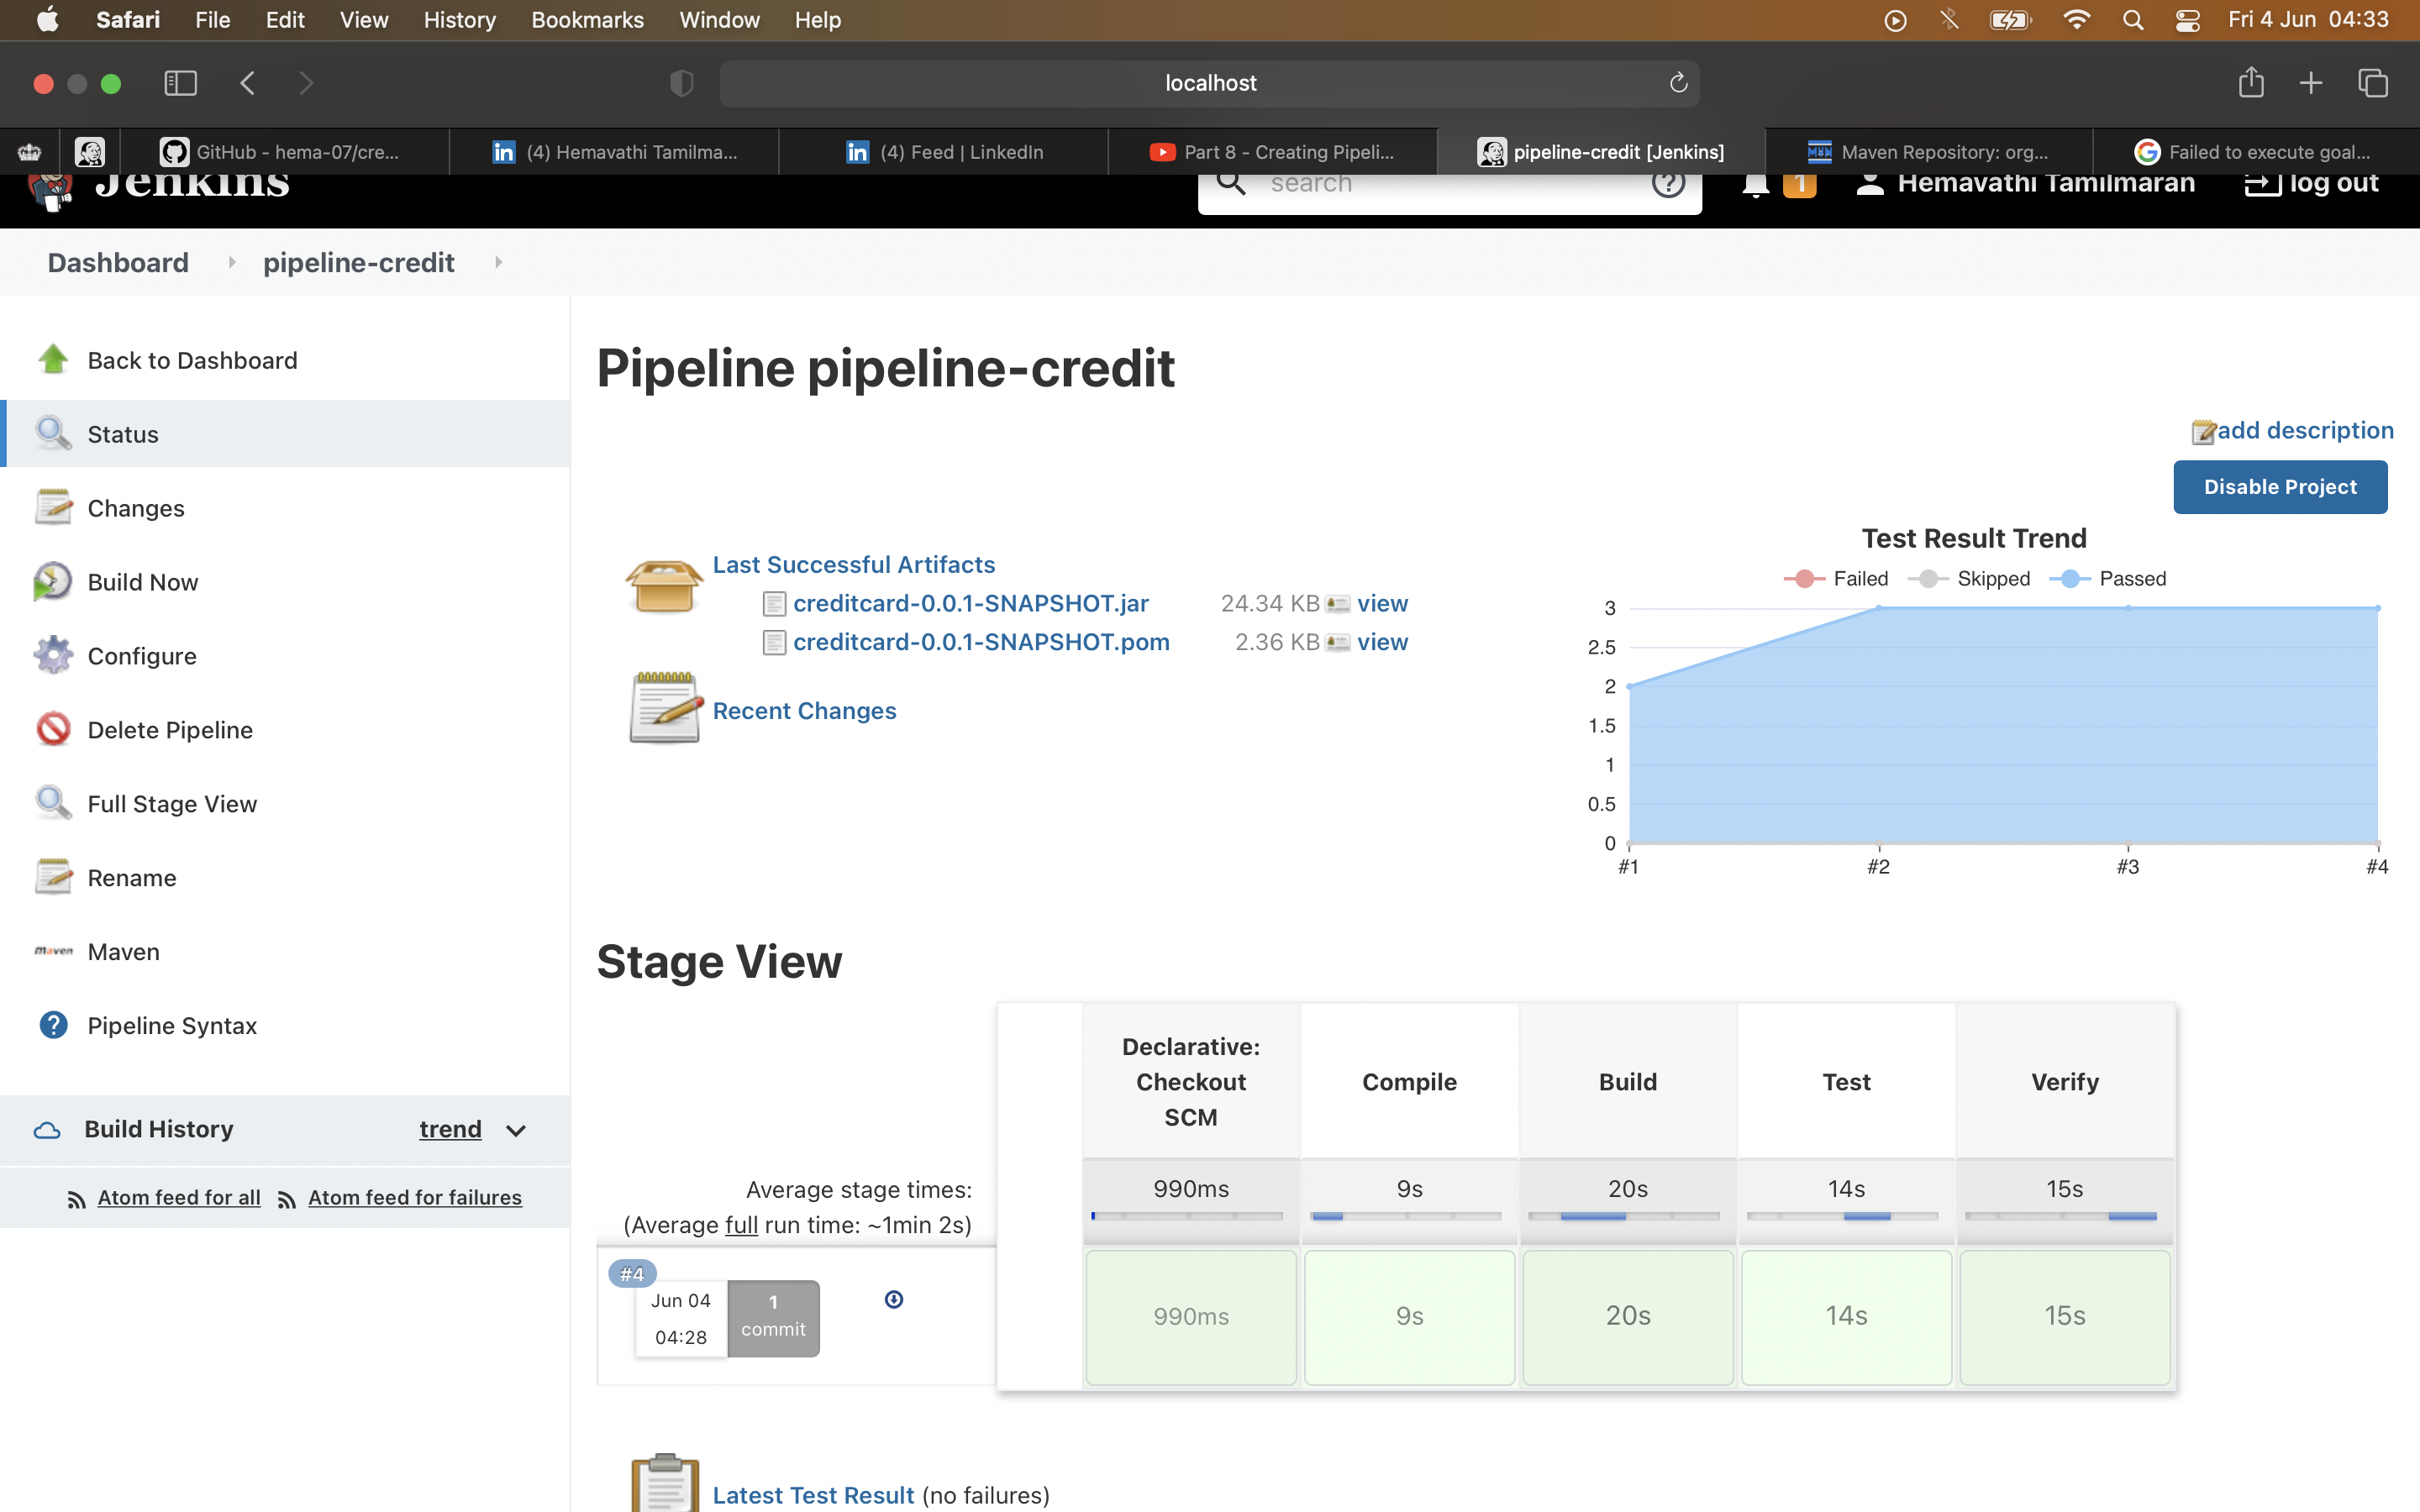 Safari File Edit View History Bookmarks Window Help Fri 4 Jun 04:33
localhost
GitHub - hema-07/cre... (4) Hemavathi Tamilma... (4) Feed | LinkedIn Part 8 - Creating Pipeli... pipeline-credit [Jenkins] Maven Repository: org... Failed to execute goal...
Jenkins search 1 Hemavathi Tamilmaran log out
Dashboard pipeline-credit
Back to Dashboard
Status
Changes
Build Now
Configure
Delete Pipeline
Full Stage View
Rename
Maven
Pipeline Syntax
Build History trend
Atom feed for all Atom feed for failures
Pipeline pipeline-credit
add description
Disable Project
Last Successful Artifacts
creditcard-0.0.1-SNAPSHOT.jar 24.34 KB view
creditcard-0.0.1-SNAPSHOT.pom 2.36 KB view
Recent Changes
Test Result Trend
Failed Skipped Passed
3
2.5
2
1.5
1
0.5
0
#1 #2 #3 #4
Stage View
Declarative:
Checkout
SCM
Compile Build Test Verify
Average stage times:
(Average full run time: ~1min 2s)
990ms 9s 20s 14s 15s
#4
Jun 04
04:28
1
commit
990ms 9s 20s 14s 15s
Latest Test Result (no failures)